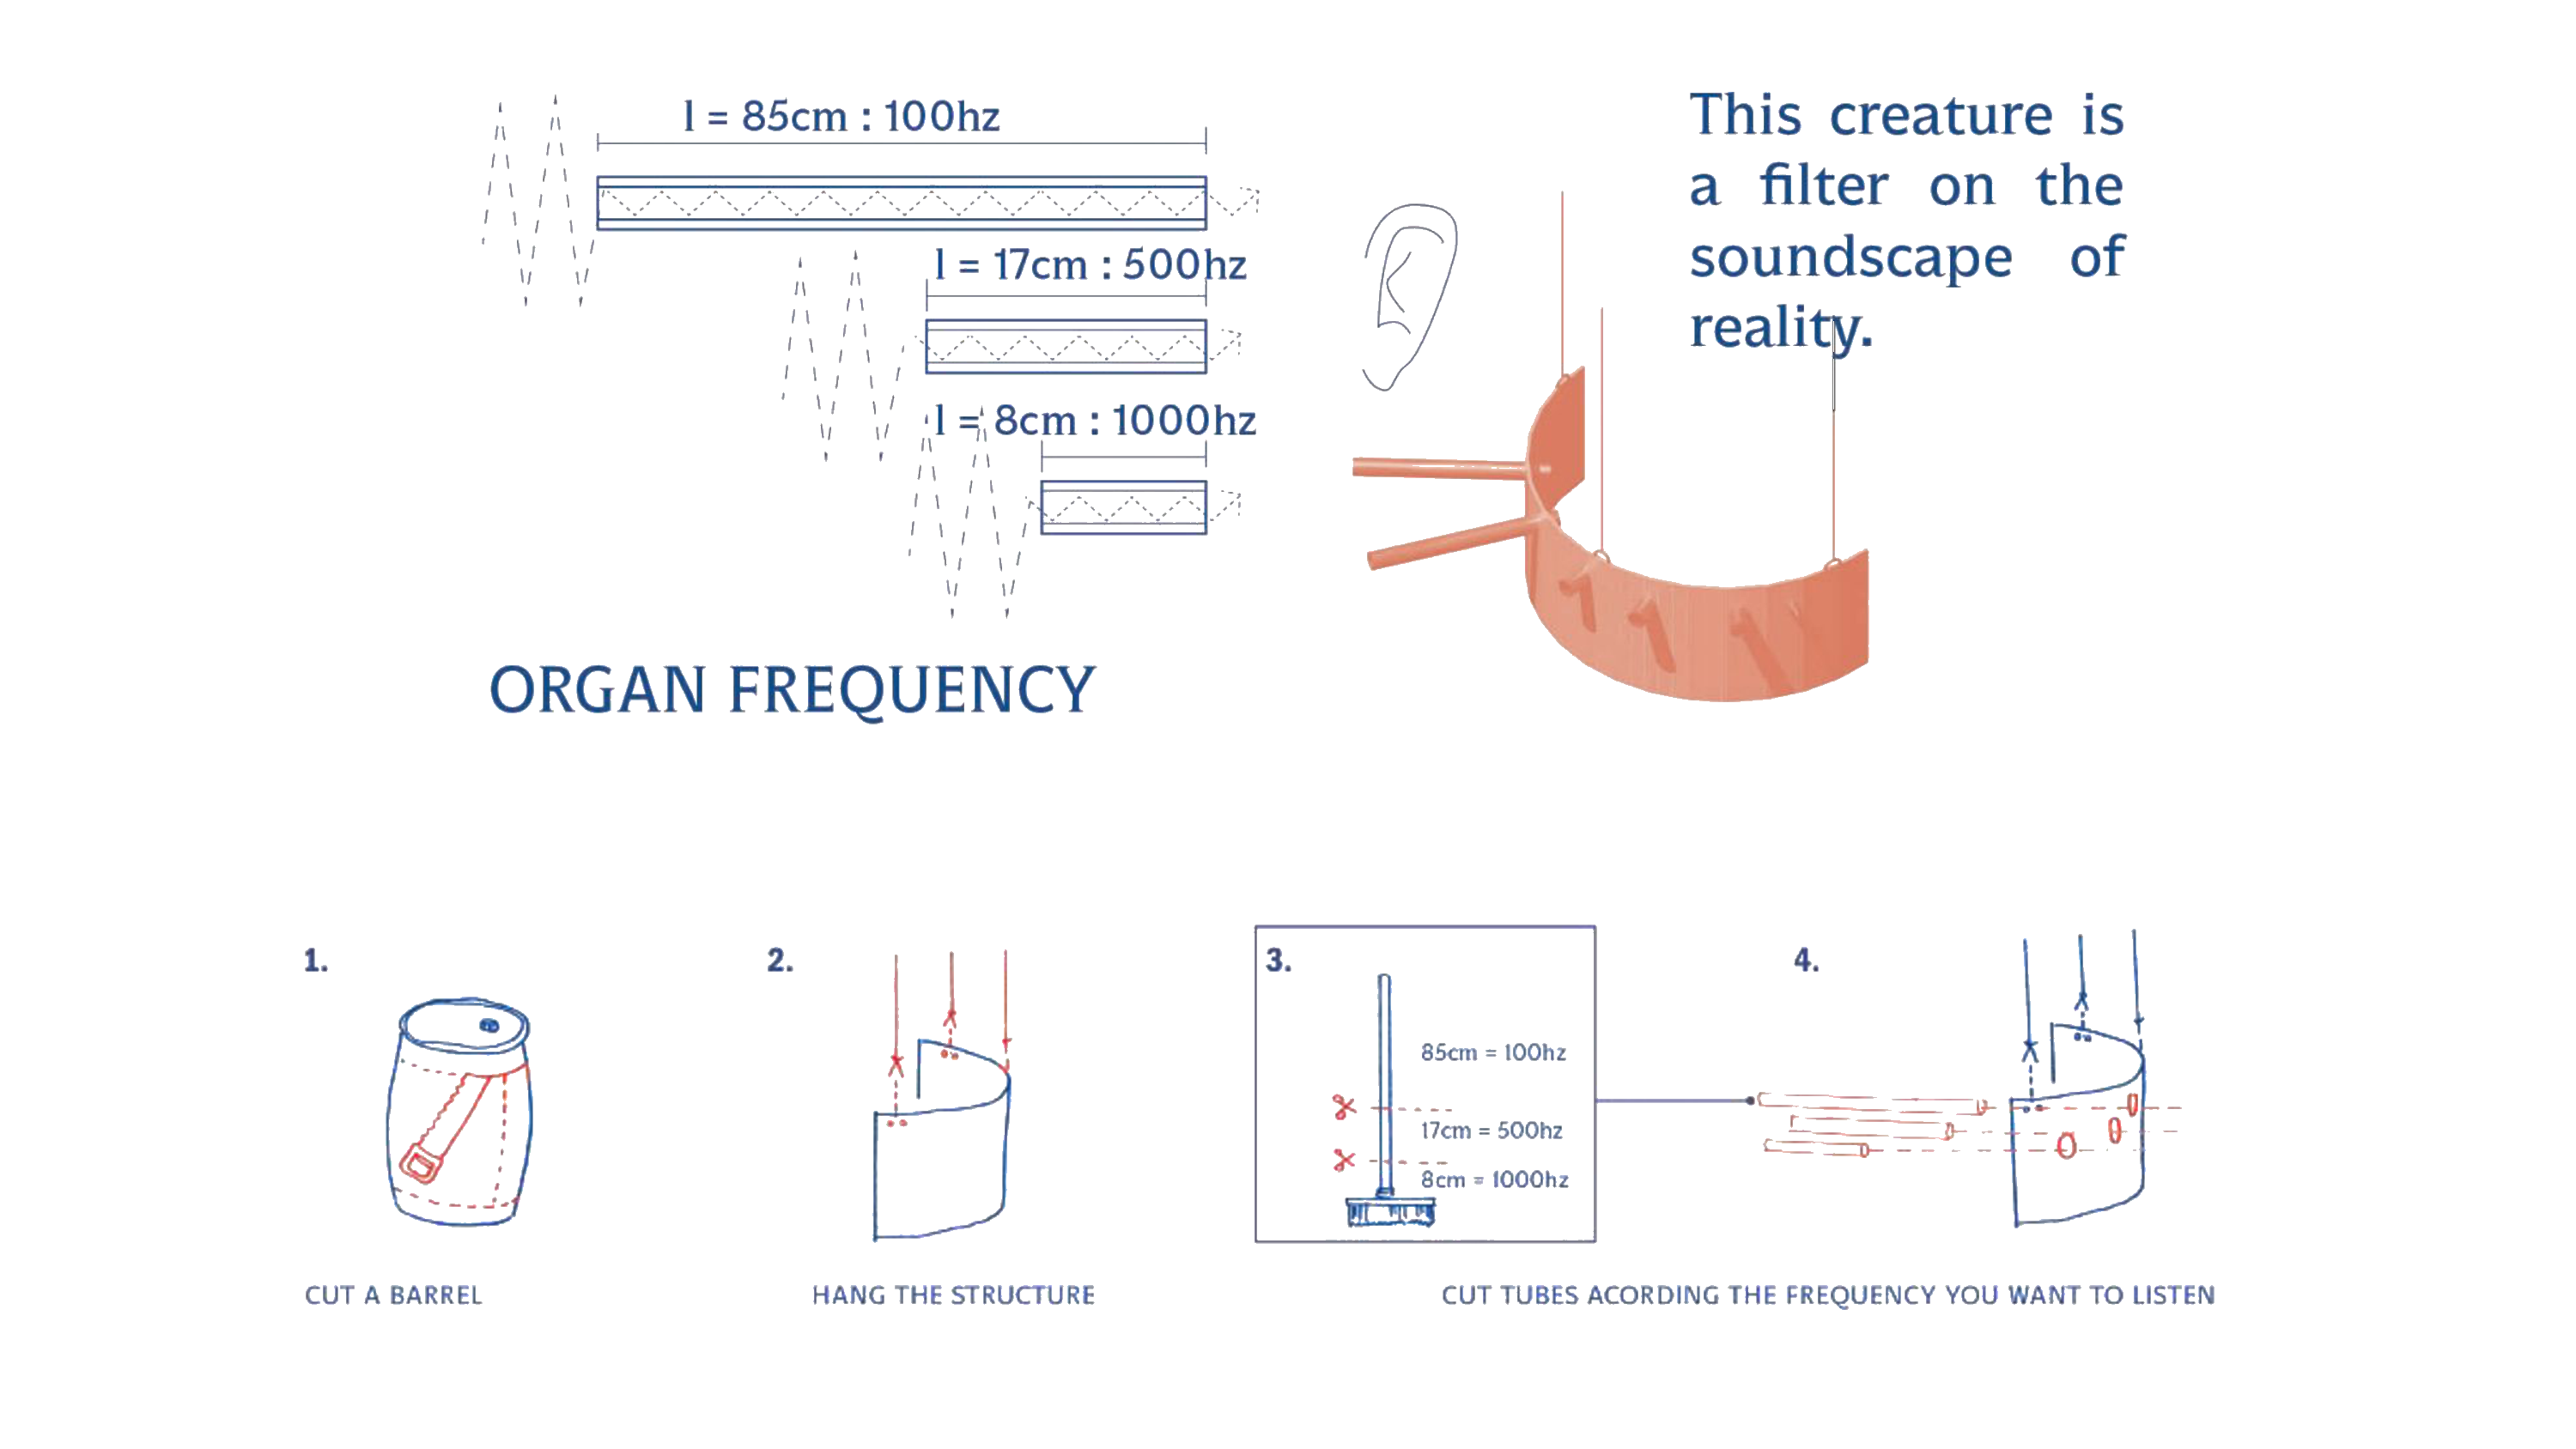 l = 85cm : 100hz
l = 17cm : 500hz
l = 8cm : 1000hz
ORGAN FREQUENCY
This creature is
a filter on the
soundscape of
reality.
1.
CUT A BARREL
2.
HANG THE STRUCTURE
3.
85cm = 100hz
17cm = 500hz
8cm = 1000hz
4.
CUT TUBES ACORDING THE FREQUENCY YOU WANT TO LISTEN